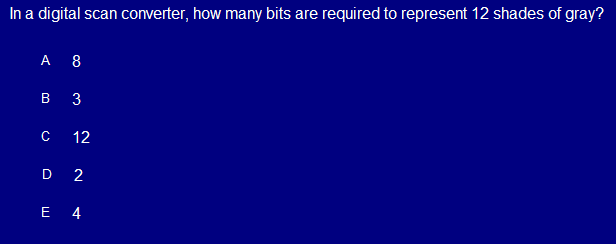 In a digital scan converter, how many bits are required to represent 12 shades of gray?
A 8
B 3
C 12
D 2
E 4